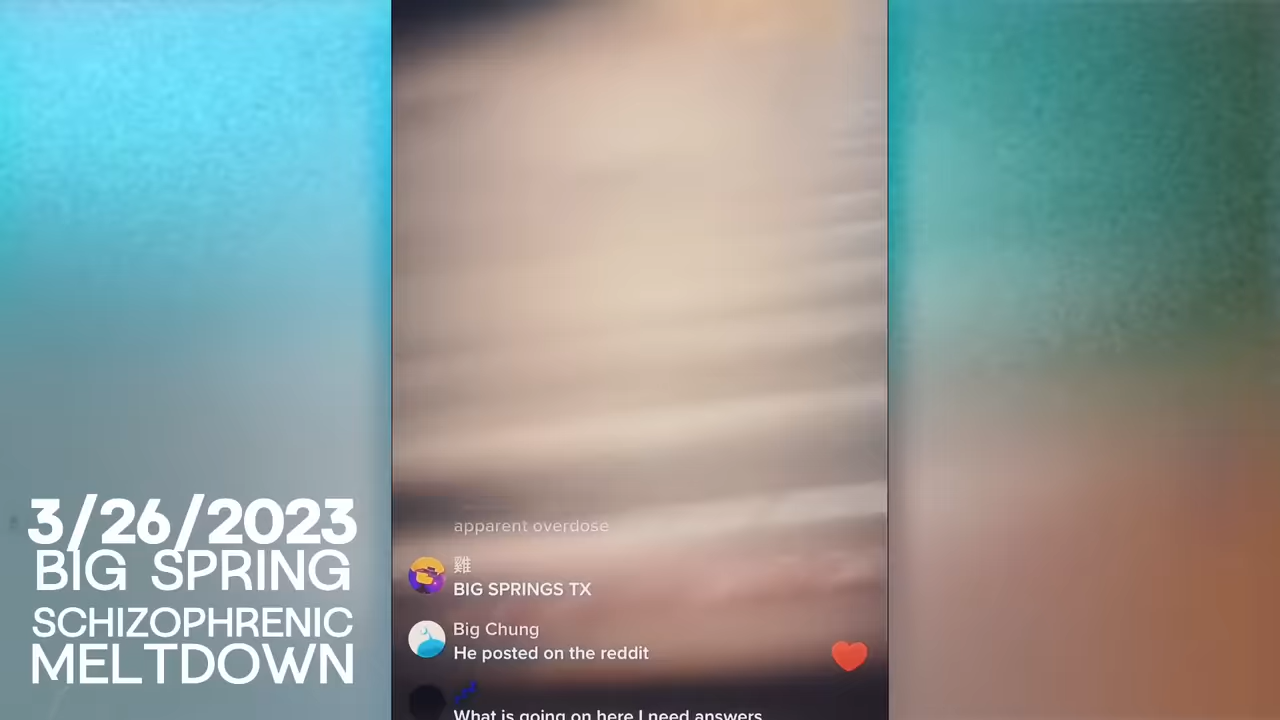 3/26/2023
BIG SPRING
SCHIZOPHRENIC
MELTDOWN
apparent overdose
雞
BIG SPRINGS TX
Big Chung
He posted on the reddit
What is going on here I need answers